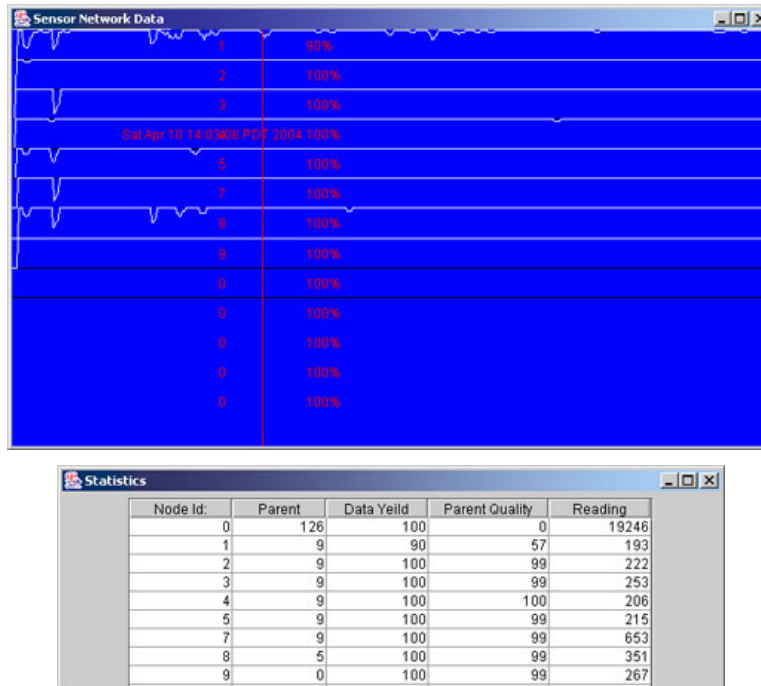 Sensor Network Data
1 90%
2 100%
3 100%
Sat Apr 10 14:03:08 PDT 2004 100%
5 100%
7 100%
8 100%
9 100%
0 100%
0 100%
0 100%
0 100%
0 100%
Statistics
Node Id: Parent Data Yeild Parent Quality Reading
0 126 100 0 19246
1 9 90 57 193
2 9 100 99 222
3 9 100 99 253
4 9 100 100 206
5 9 100 99 215
7 9 100 99 653
8 5 100 99 351
9 0 100 99 267